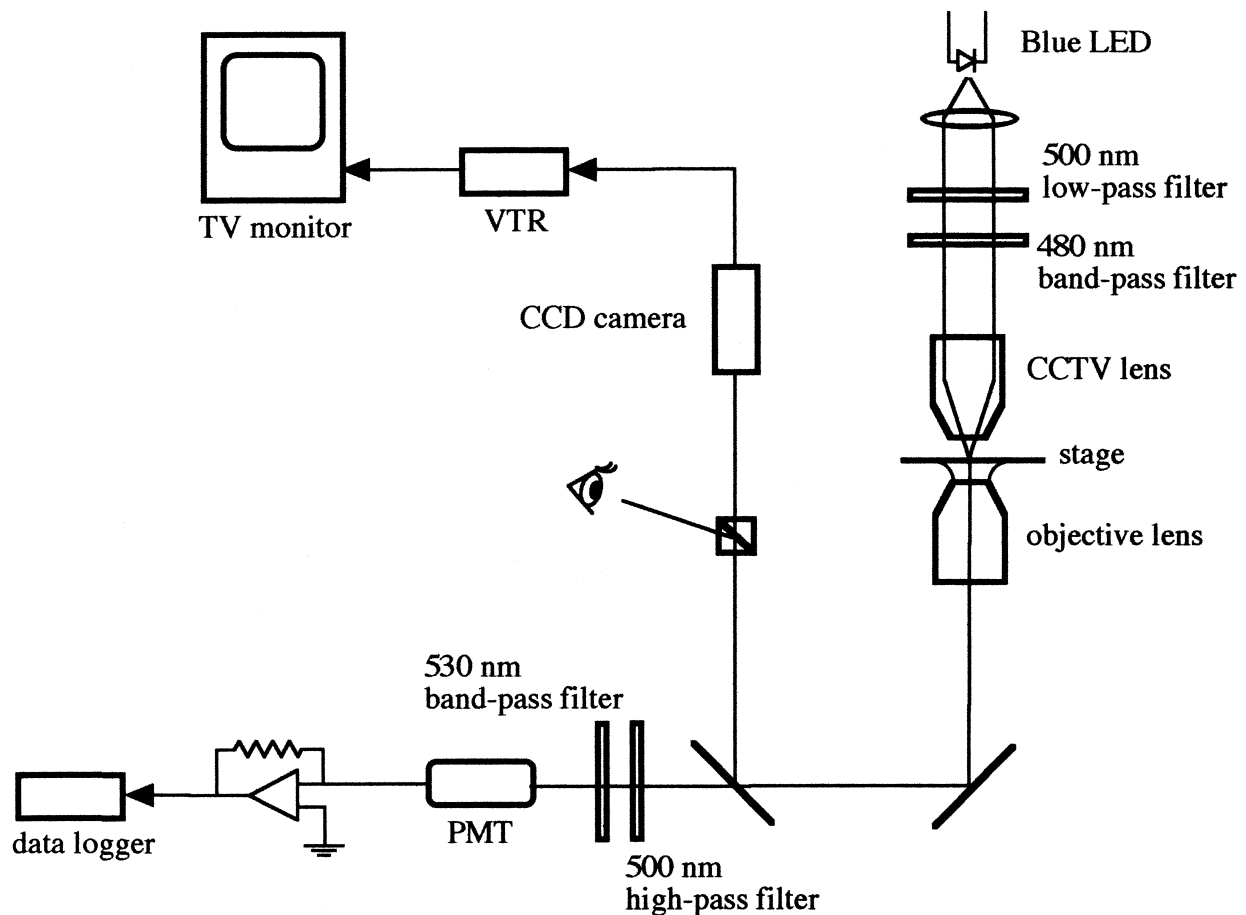 Blue LED
500 nm
low-pass filter
480 nm
band-pass filter
TV monitor
VTR
CCD camera
CCTV lens
stage
objective lens
530 nm
band-pass filter
data logger
PMT
500 nm
high-pass filter